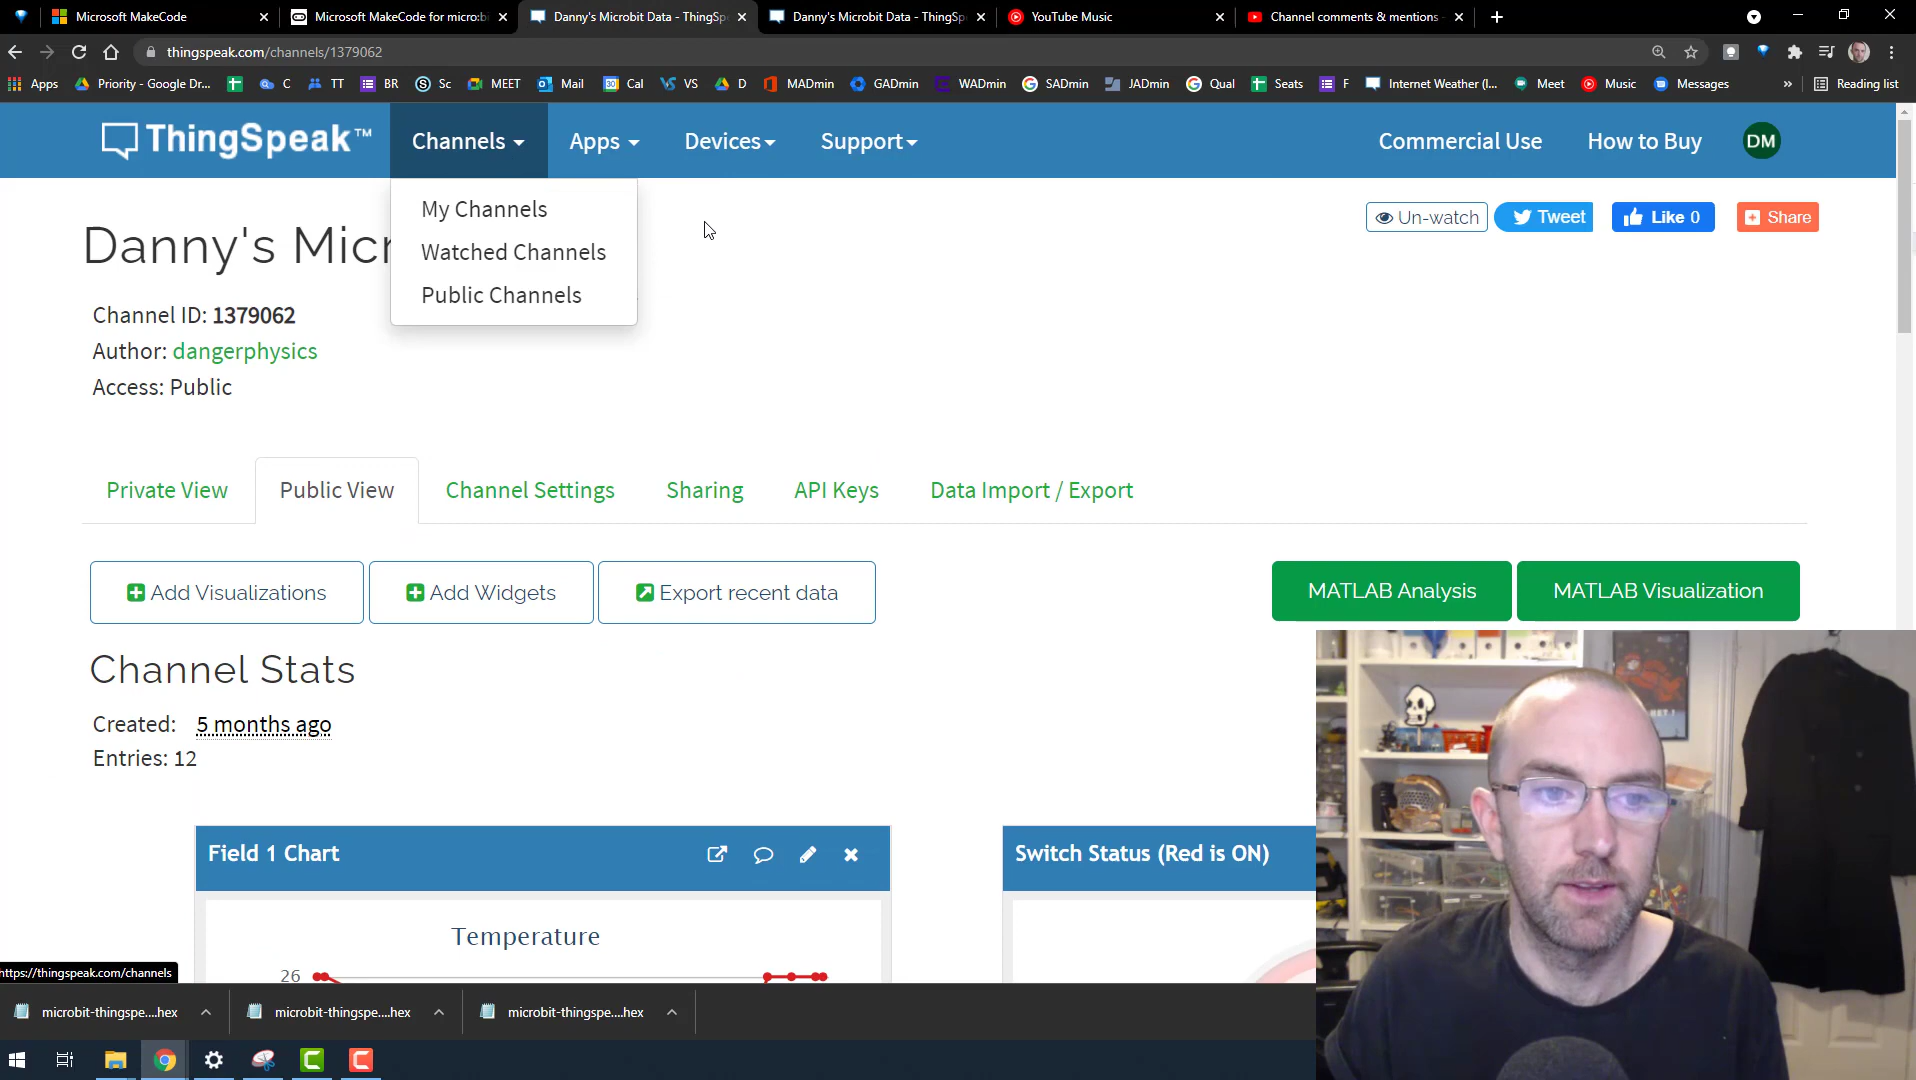 Microsoft MakeCode
Microsoft MakeCode for micro:b
Danny's Microbit Data - ThingSp
Danny's Microbit Data - ThingSp
YouTube Music
Channel comments & mentions
thingspeak.com/channels/1379062
Apps
Priority - Google Dr...
C
TT
BR
Sc
MEET
Mail
Cal
VS
D
MAdmin
GAdmin
WAdmin
SAdmin
JAdmin
Qual
Seats
F
Internet Weather (I...
Meet
Music
Messages
»
Reading list
ThingSpeak™
Channels
Apps
Devices
Support
Commercial Use
How to Buy
DM
My Channels
Watched Channels
Public Channels
Danny's Micr
Un-watch
Tweet
Like 0
Share
Channel ID: 1379062
Author: dangerphysics
Access: Public
Private View
Public View
Channel Settings
Sharing
API Keys
Data Import / Export
Add Visualizations
Add Widgets
Export recent data
MATLAB Analysis
MATLAB Visualization
Channel Stats
Created: 5 months ago
Entries: 12
Field 1 Chart
Switch Status (Red is ON)
Temperature
26
https://thingspeak.com/channels
microbit-thingspe....hex
microbit-thingspe....hex
microbit-thingspe....hex